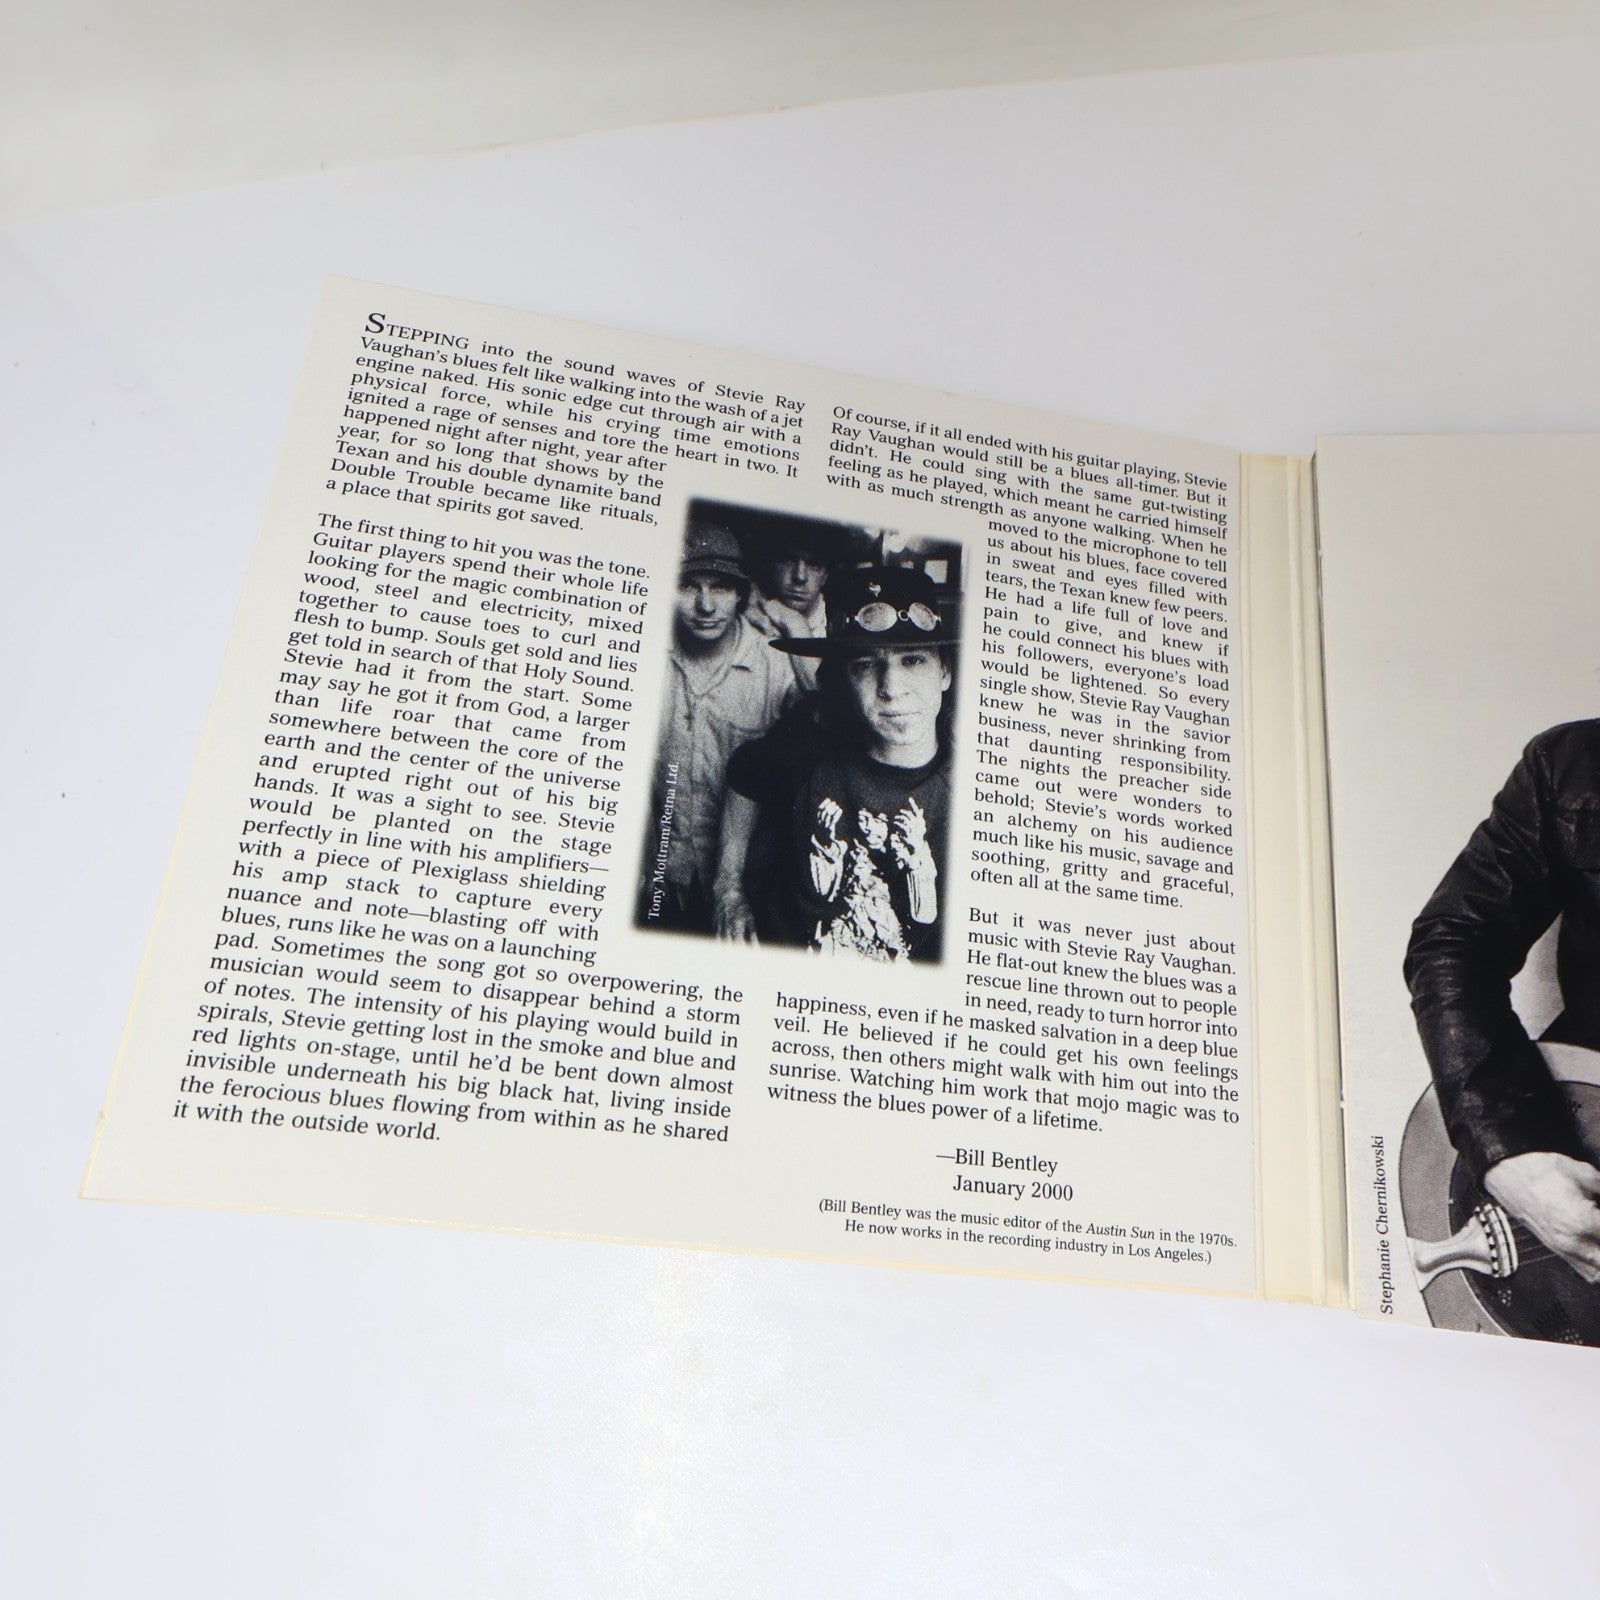 STEPPING into the sound waves of Stevie Ray
Vaughan's blues felt like walking into the wash of a jet
engine naked. His sonic edge cut through air with a
physical force, while his crying time emotions
ignited a rage of senses and tore the heart in two. It
happened night after night, year after
year, for so long that shows by the
Texan and his double dynamite band
Double Trouble became like rituals,
a place that spirits got saved.
The first thing to hit you was the tone.
Guitar players spend their whole life
looking for the magic combination of
wood, steel and electricity, mixed
together to cause toes to curl and
flesh to bump. Souls get sold and lies
get told in search of that Holy Sound.
Stevie had it from the start. Some
may say he got it from God, a larger
than life roar that came from
somewhere between the core of the
earth and the center of the universe
and erupted right out of his big
hands. It was a sight to see. Stevie
would be planted on the stage
perfectly in line with his amplifiers—
with a piece of Plexiglass shielding
his amp stack to capture every
nuance and note—blasting off with
blues, runs like he was on a launching
pad. Sometimes the song got so overpowering, the
musician would seem to disappear behind a storm
of notes. The intensity of his playing would build in
spirals, Stevie getting lost in the smoke and blue and
red lights on-stage, until he'd be bent down almost
invisible underneath his big black hat, living inside
the ferocious blues flowing from within as he shared
it with the outside world.
Tony Mottram/Retna Ltd.
Of course, if it all ended with his guitar playing, Stevie
Ray Vaughan would still be a blues all-timer. But it
didn't. He could sing with the same gut-twisting
feeling as he played, which meant he carried himself
with as much strength as anyone walking. When he
moved to the microphone to tell
us about his blues, face covered
in sweat and eyes filled with
tears, the Texan knew few peers.
He had a life full of love and
pain to give, and knew if
he could connect his blues with
his followers, everyone's load
would be lightened. So every
single show, Stevie Ray Vaughan
knew he was in the savior
business, never shrinking from
that daunting responsibility.
The nights the preacher side
came out were wonders to
behold; Stevie's words worked
an alchemy on his audience
much like his music, savage and
soothing, gritty and graceful,
often all at the same time.
But it was never just about
music with Stevie Ray Vaughan.
He flat-out knew the blues was a
rescue line thrown out to people
in need, ready to turn horror into
happiness, even if he masked salvation in a deep blue
veil. He believed if he could get his own feelings
across, then others might walk with him out into the
sunrise. Watching him work that mojo magic was to
witness the blues power of a lifetime.
—Bill Bentley
January 2000
(Bill Bentley was the music editor of the Austin Sun in the 1970s.
He now works in the recording industry in Los Angeles.)
Stephanie Chernikowski